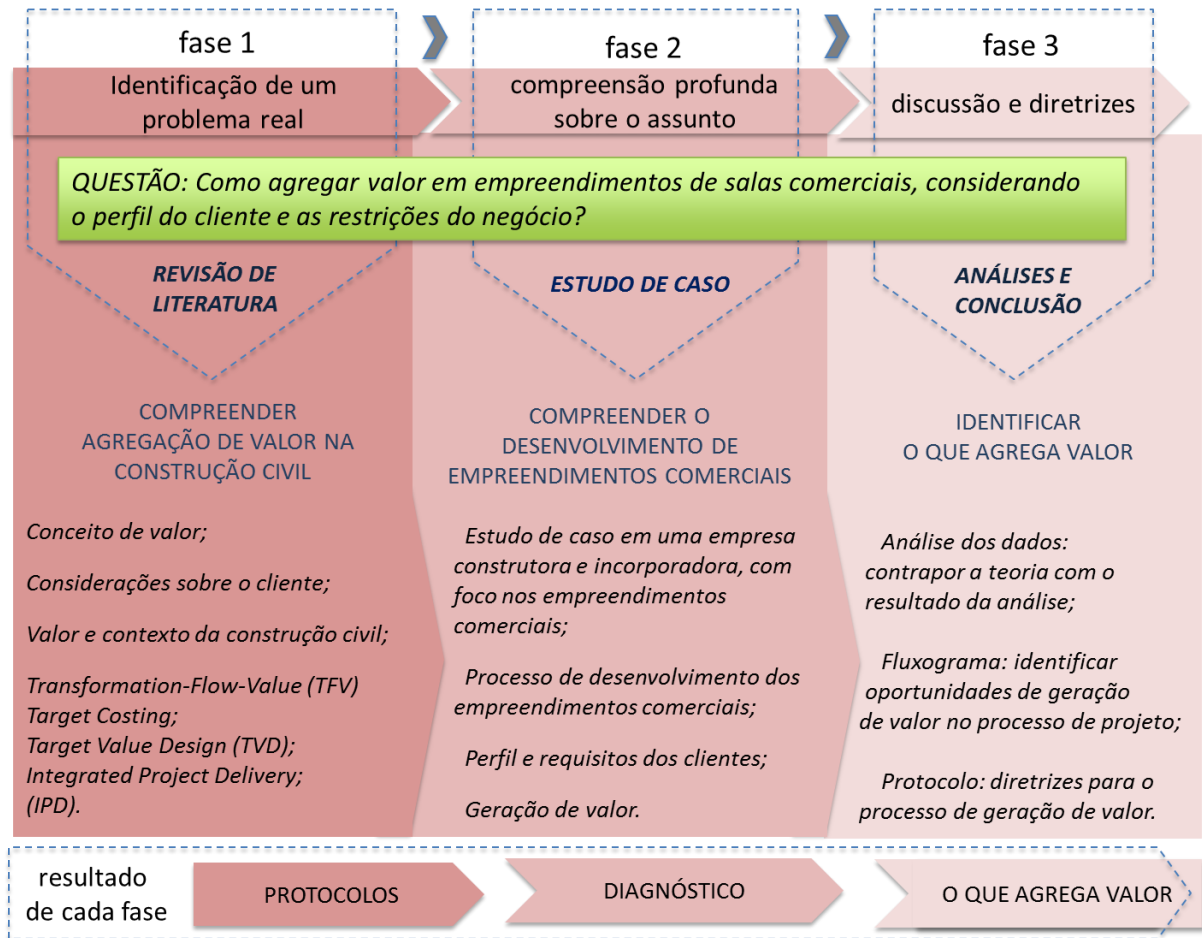 fase 1
Identificação de um
problema real
fase 2
compreensão profunda
sobre o assunto
fase 3
discussão e diretrizes
QUESTÃO: Como agregar valor em empreendimentos de salas comerciais, considerando
o perfil do cliente e as restrições do negócio?
REVISÃO DE
LITERATURA
ESTUDO DE CASO
ANÁLISES E
CONCLUSÃO
COMPREENDER
AGREGAÇÃO DE VALOR NA
CONSTRUÇÃO CIVIL
COMPREENDER O
DESENVOLVIMENTO DE
EMPREENDIMENTOS COMERCIAIS
IDENTIFICAR
O QUE AGREGA VALOR
Conceito de valor;
Considerações sobre o cliente;
Valor e contexto da construção civil;
Transformation-Flow-Value (TFV)
Target Costing;
Target Value Design (TVD);
Integrated Project Delivery;
(IPD).
Estudo de caso em uma empresa
construtora e incorporadora, com
foco nos empreendimentos
comerciais;
Processo de desenvolvimento dos
empreendimentos comerciais;
Perfil e requisitos dos clientes;
Geração de valor.
Análise dos dados:
contrapor a teoria com o
resultado da análise;
Fluxograma: identificar
oportunidades de geração
de valor no processo de projeto;
Protocolo: diretrizes para o
processo de geração de valor.
resultado
de cada fase
PROTOCOLOS
DIAGNÓSTICO
O QUE AGREGA VALOR